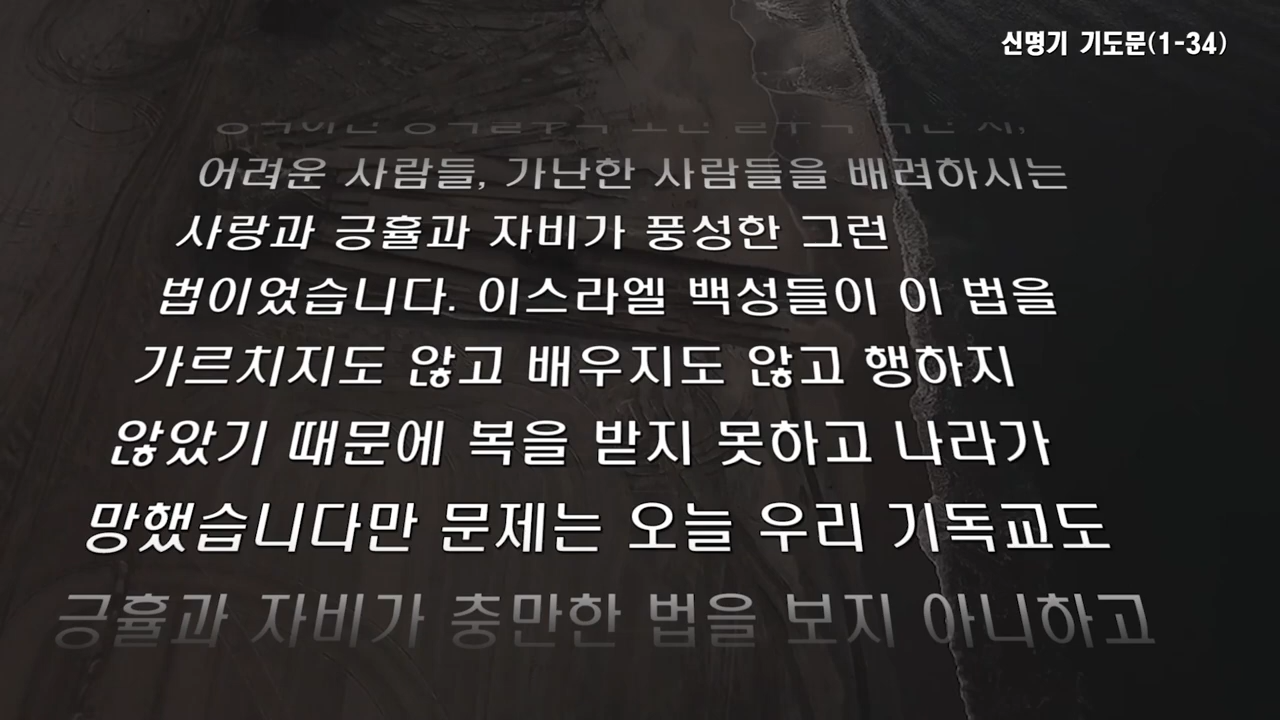 신명기 기도문(1-34)
어려운 사람들, 가난한 사람들을 배려하시는
사랑과 긍휼과 자비가 풍성한 그런
법이었습니다. 이스라엘 백성들이 이 법을
가르치지도 않고 배우지도 않고 행하지
않았기 때문에 복을 받지 못하고 나라가
망했습니다만 문제는 오늘 우리 기독교도
긍휼과 자비가 충만한 법을 보지 아니하고